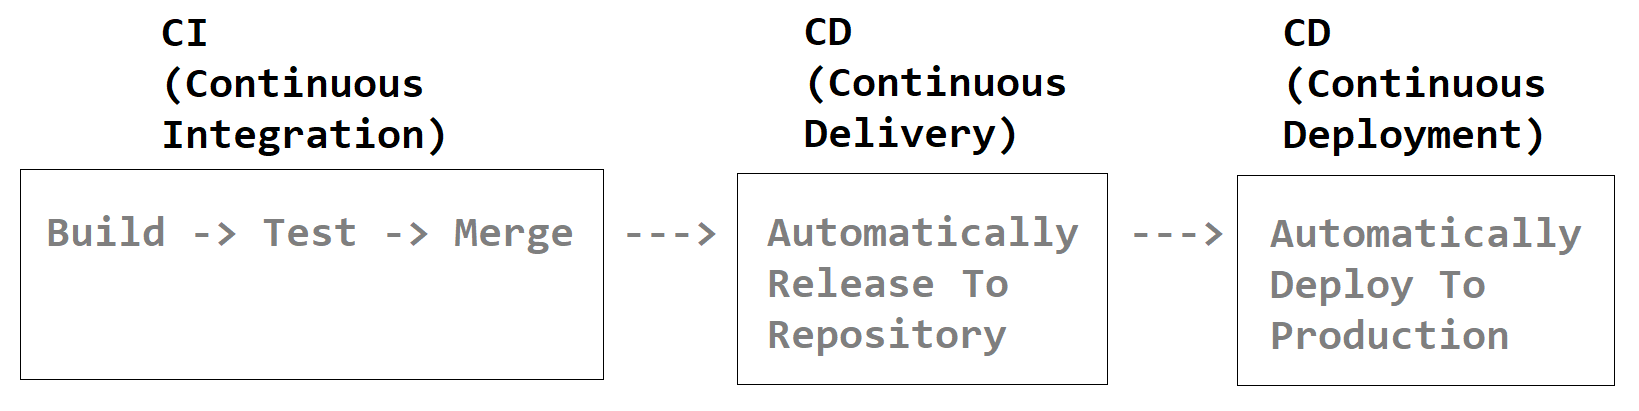 CI
(Continuous
Integration)
Build -> Test -> Merge
--->
CD
(Continuous
Delivery)
Automatically
Release To
Repository
--->
CD
(Continuous
Deployment)
Automatically
Deploy To
Production